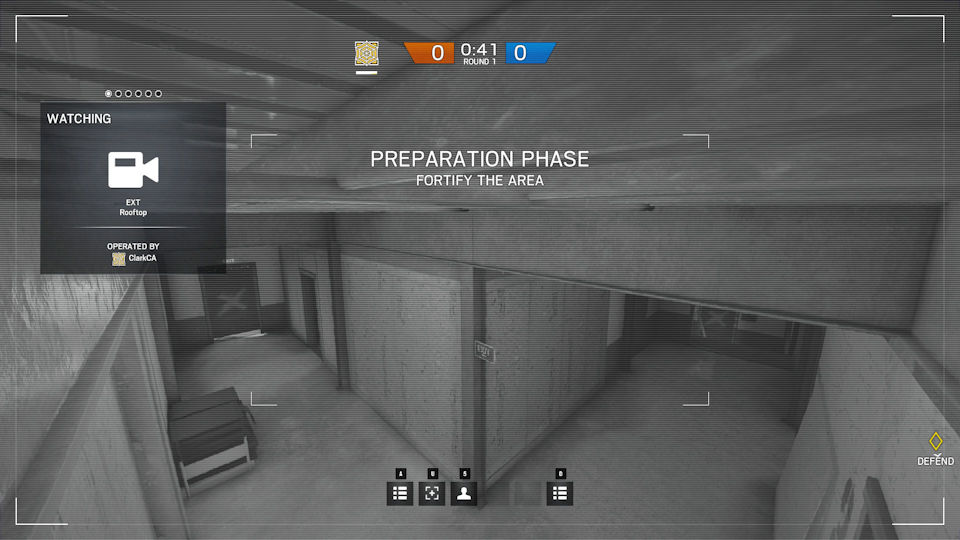 0 0:41 0
ROUND 1
WATCHING
PREPARATION PHASE
FORTIFY THE AREA
EXT
Rooftop
OPERATED BY
ClarkCA
DEFEND
A U S D